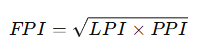 FPI = √LPI × PPI